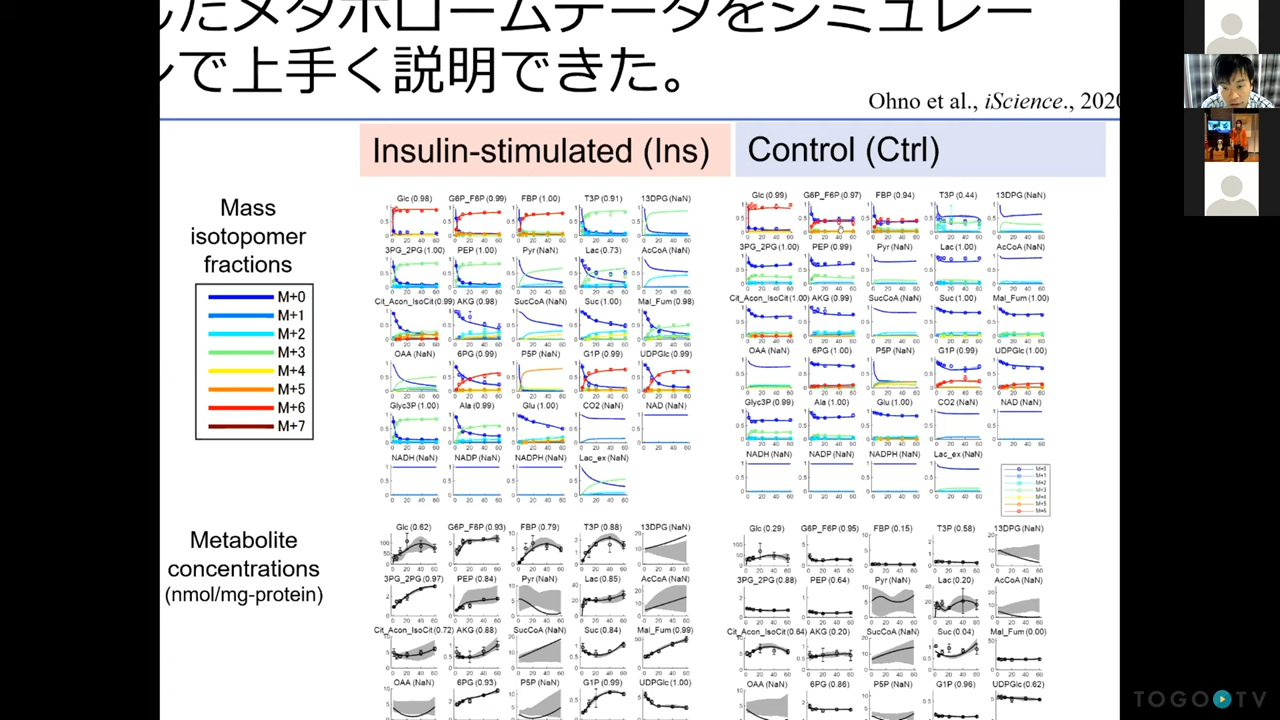 したメタボロームデータをシミュレー
ンで上手く説明できた。
Ohno et al., iScience., 2020
Insulin-stimulated (Ins)
Control (Ctrl)
Mass
isotopomer
fractions
M+0
M+1
M+2
M+3
M+4
M+5
M+6
M+7
Glc (0.98) G6P_F6P (0.99) FBP (1.00) T3P (0.91) 13DPG (NaN)
3PG_2PG (1.00) PEP (1.00) Pyr (NaN) Lac (0.73) AcCoA (NaN)
Cit_Acon_IsoCit (0.99) AKG (0.98) SucCoA (NaN) Suc (1.00) Mal_Fum (0.98)
OAA (NaN) 6PG (0.99) P5P (NaN) G1P (0.99) UDPGlc (0.99)
Glyc3P (1.00) Ala (0.99) Glu (1.00) CO2 (NaN) NAD (NaN)
NADH (NaN) NADP (NaN) NADPH (NaN) Lac_ex (NaN)
Glc (0.99) G6P_F6P (0.97) FBP (0.94) T3P (0.44) 13DPG (NaN)
3PG_2PG (1.00) PEP (0.99) Pyr (NaN) Lac (1.00) AcCoA (NaN)
Cit_Acon_IsoCit (1.00) AKG (0.99) SucCoA (NaN) Suc (1.00) Mal_Fum (1.00)
OAA (NaN) 6PG (1.00) P5P (NaN) G1P (0.99) UDPGlc (1.00)
Glyc3P (0.99) Ala (1.00) Glu (1.00) CO2 (NaN) NAD (NaN)
NADH (NaN) NADP (NaN) NADPH (NaN) Lac_ex (NaN)
Metabolite
concentrations
(nmol/mg-protein)
Glc (0.62) G6P_F6P (0.93) FBP (0.79) T3P (0.88) 13DPG (NaN)
3PG_2PG (0.97) PEP (0.84) Pyr (NaN) Lac (0.85) AcCoA (NaN)
Cit_Acon_IsoCit (0.72) AKG (0.88) SucCoA (NaN) Suc (0.84) Mal_Fum (0.99)
OAA (NaN) 6PG (0.93) P5P (NaN) G1P (0.99) UDPGlc (1.00)
Glc (0.29) G6P_F6P (0.95) FBP (0.15) T3P (0.58) 13DPG (NaN)
3PG_2PG (0.88) PEP (0.64) Pyr (NaN) Lac (0.20) AcCoA (NaN)
Cit_Acon_IsoCit (0.64) AKG (0.20) SucCoA (NaN) Suc (0.04) Mal_Fum (0.00)
OAA (NaN) 6PG (0.86) P5P (NaN) G1P (0.96) UDPGlc (0.62)
TOGO TV